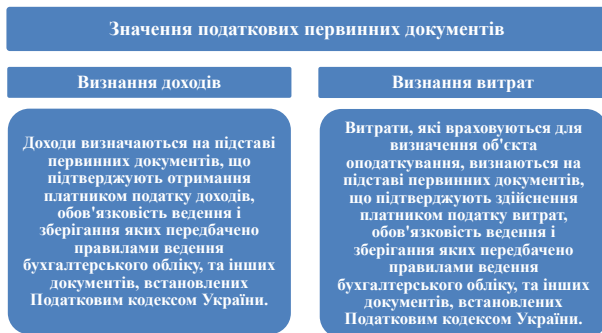 Значення податкових первинних документів
Визнання доходів
Визнання витрат
Доходи визначаються на підставі
первинних документів, що
підтверджують отримання
платником податку доходів,
обов'язковість ведення і
зберігання яких передбачено
правилами ведення
бухгалтерського обліку, та інших
документів, встановлених
Податковим кодексом України.
Витрати, які враховуються для
визначення об'єкта
оподаткування, визнаються на
підставі первинних документів,
що підтверджують здійснення
платником податку витрат,
обов'язковість ведення і
зберігання яких передбачено
правилами ведення
бухгалтерського обліку, та інших
документів, встановлених
Податковим кодексом України.